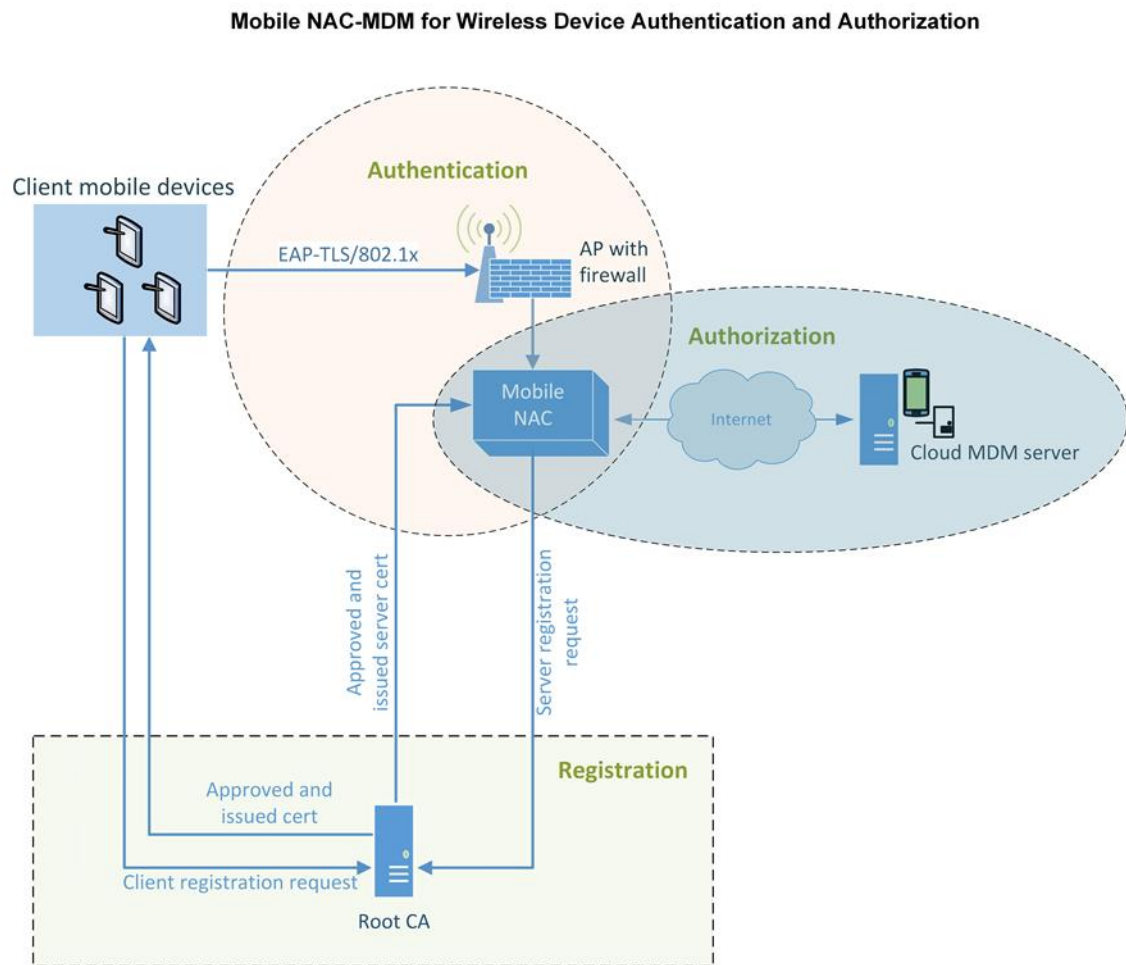 Mobile NAC-MDM for Wireless Device Authentication and Authorization
Authentication
Client mobile devices
EAP-TLS/802.1x
AP with
firewall
Authorization
Mobile
NAC
Internet
Cloud MDM server
Approved and
issued server cert
Server registration
request
Registration
Approved and
issued cert
Client registration request
Root CA